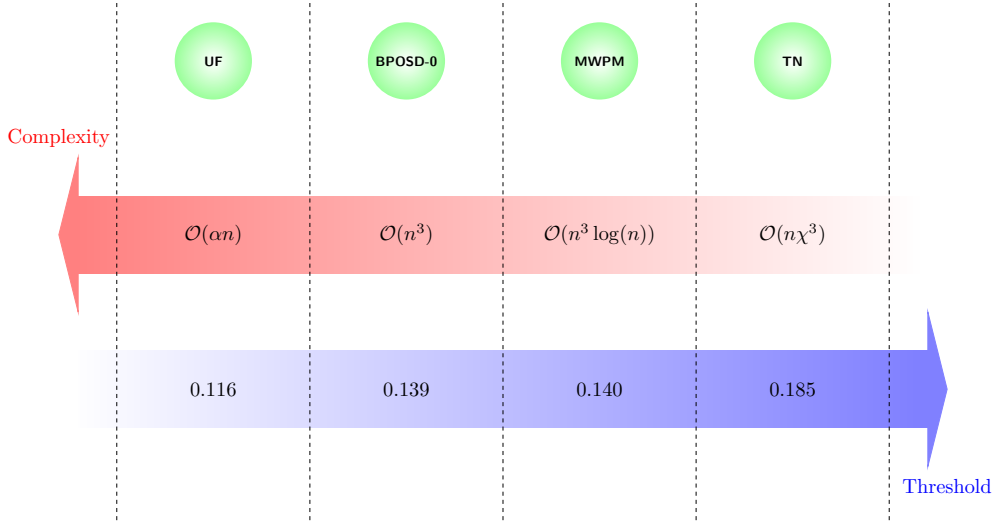 UF BPOSD-0 MWPM TN
Complexity
𝒪(αn) 𝒪(n³) 𝒪(n³ log(n)) 𝒪(nχ³)
0.116 0.139 0.140 0.185
Threshold